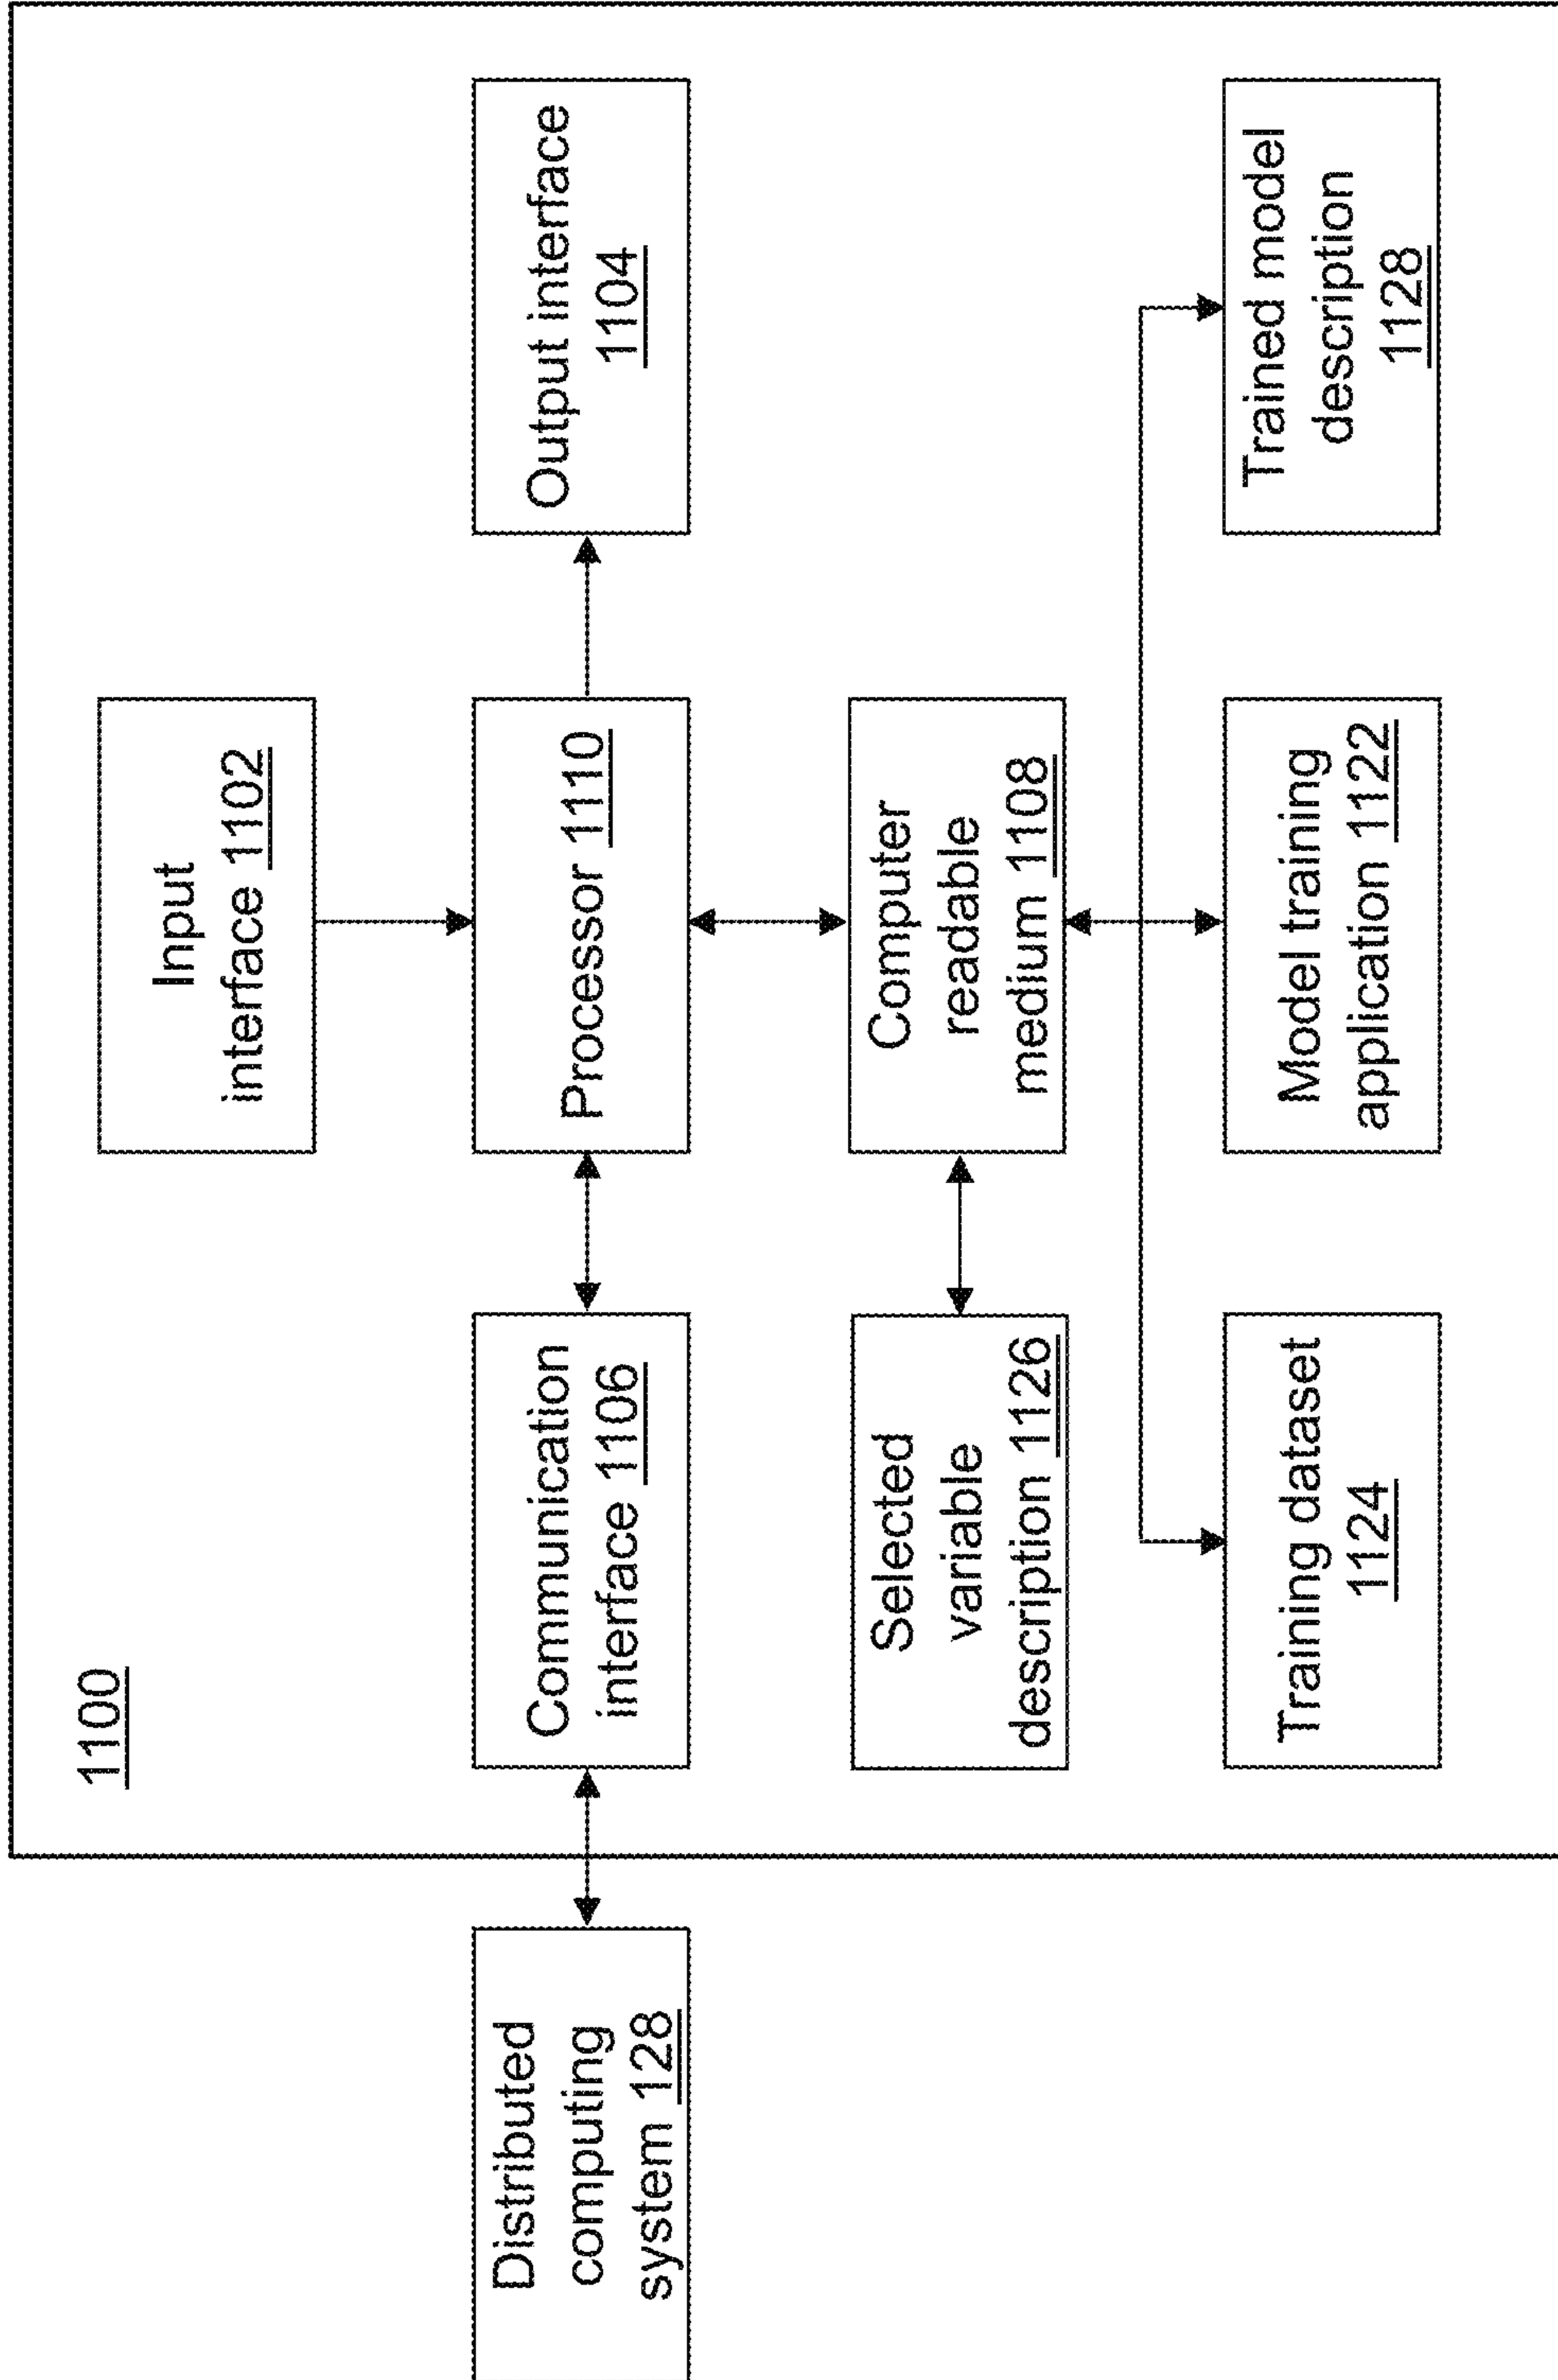 1100
Input
interface 1102
Distributed
computing
system 128
Communication
interface 1106
Processor 1110
Output interface
1104
Selected
variable
description 1126
Computer
readable
medium 1108
Training dataset
1124
Model training
application 1122
Trained model
description
1128